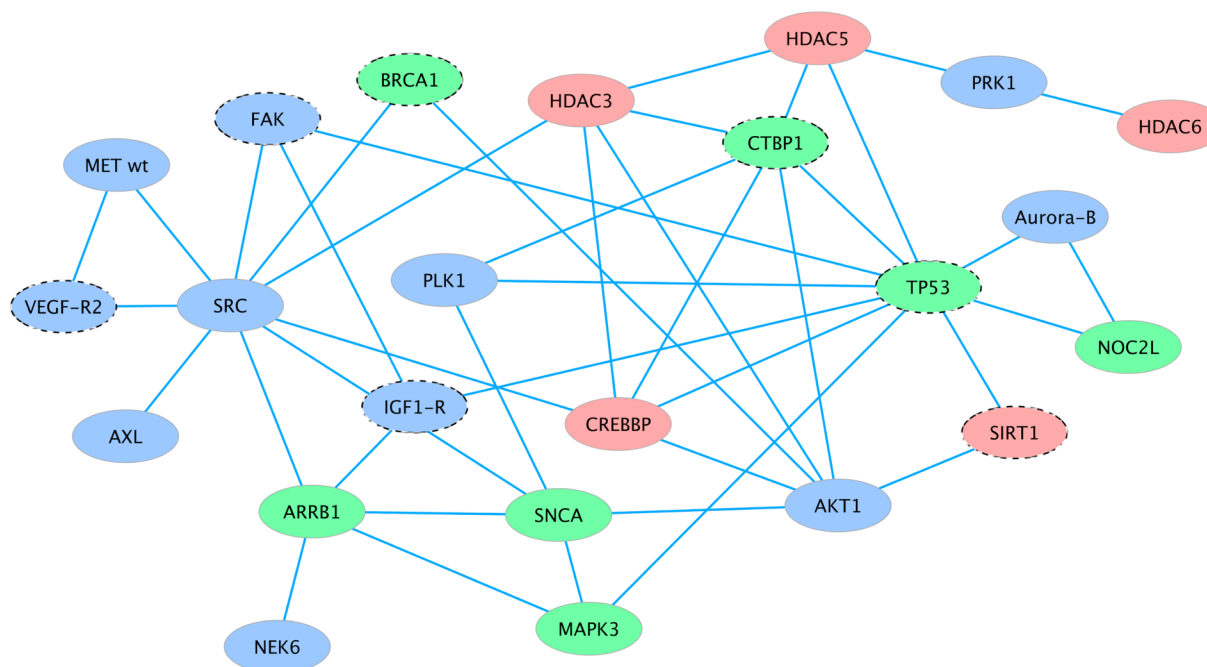 HDAC5
BRCA1
PRK1
HDAC3
FAK
HDAC6
CTBP1
MET wt
Aurora-B
PLK1
TP53
VEGF-R2
SRC
NOC2L
IGF1-R
CREBBP
SIRT1
AXL
AKT1
ARRB1
SNCA
MAPK3
NEK6